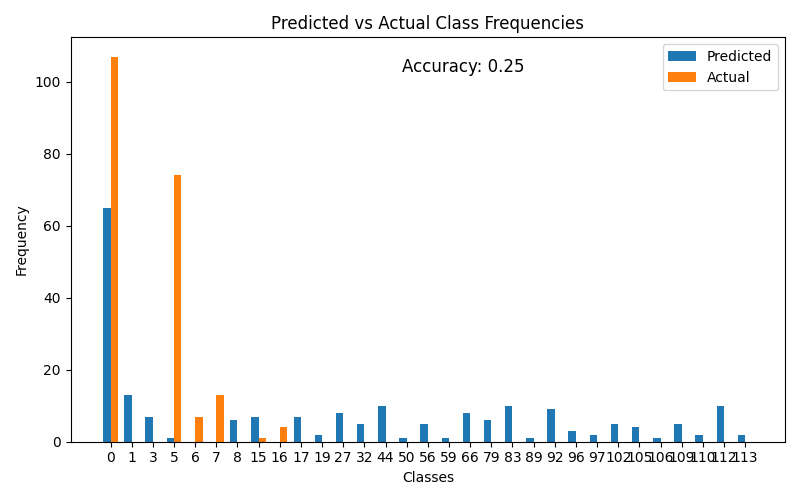 Predicted vs Actual Class Frequencies
Accuracy: 0.25
Predicted
Actual
Frequency
100
80
60
40
20
0
0 1 3 5 6 7 8 15 16 17 19 27 32 44 50 56 59 66 79 83 89 92 96 97 102 105 106 109 110 112 113
Classes